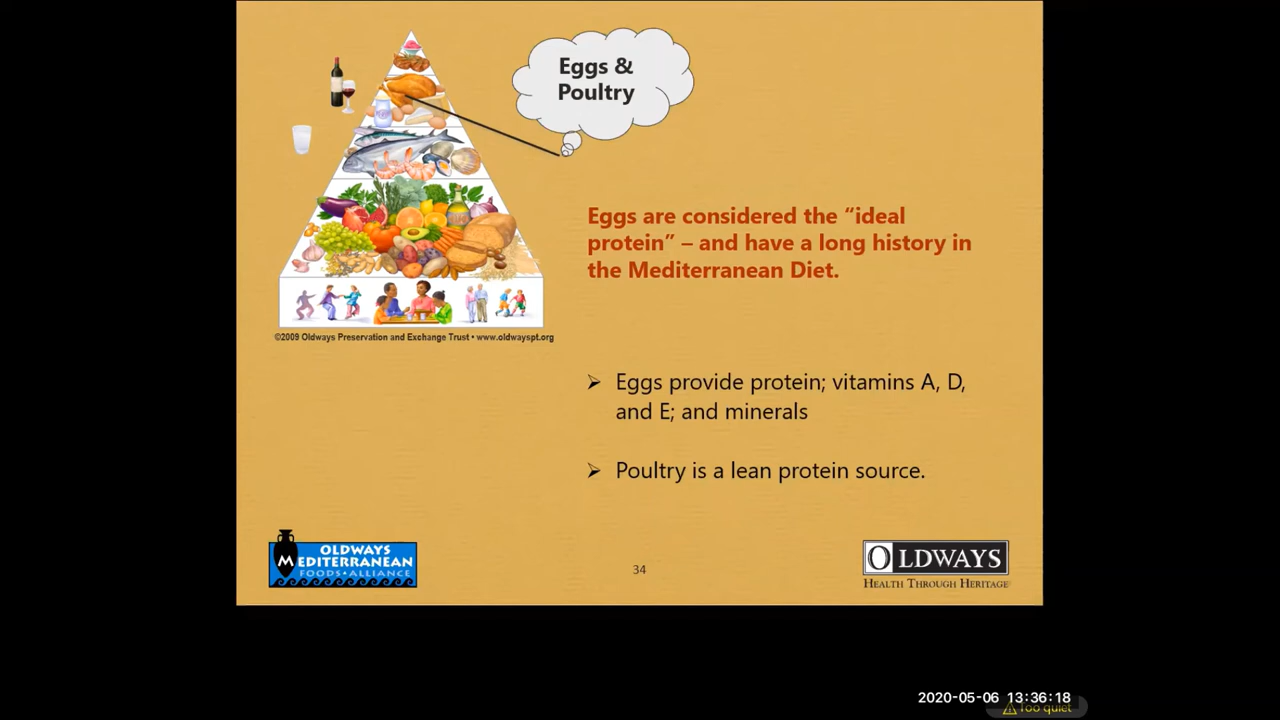 Eggs &
Poultry
Eggs are considered the “ideal
protein” – and have a long history in
the Mediterranean Diet.
©2009 Oldways Preservation and Exchange Trust • www.oldwayspt.org
➢ Eggs provide protein; vitamins A, D,
and E; and minerals
➢ Poultry is a lean protein source.
OLDWAYS
MEDITERRANEAN
FOODS • ALLIANCE
34
OLDWAYS
HEALTH THROUGH HERITAGE
2020-05-06 13:36:18
Too quiet